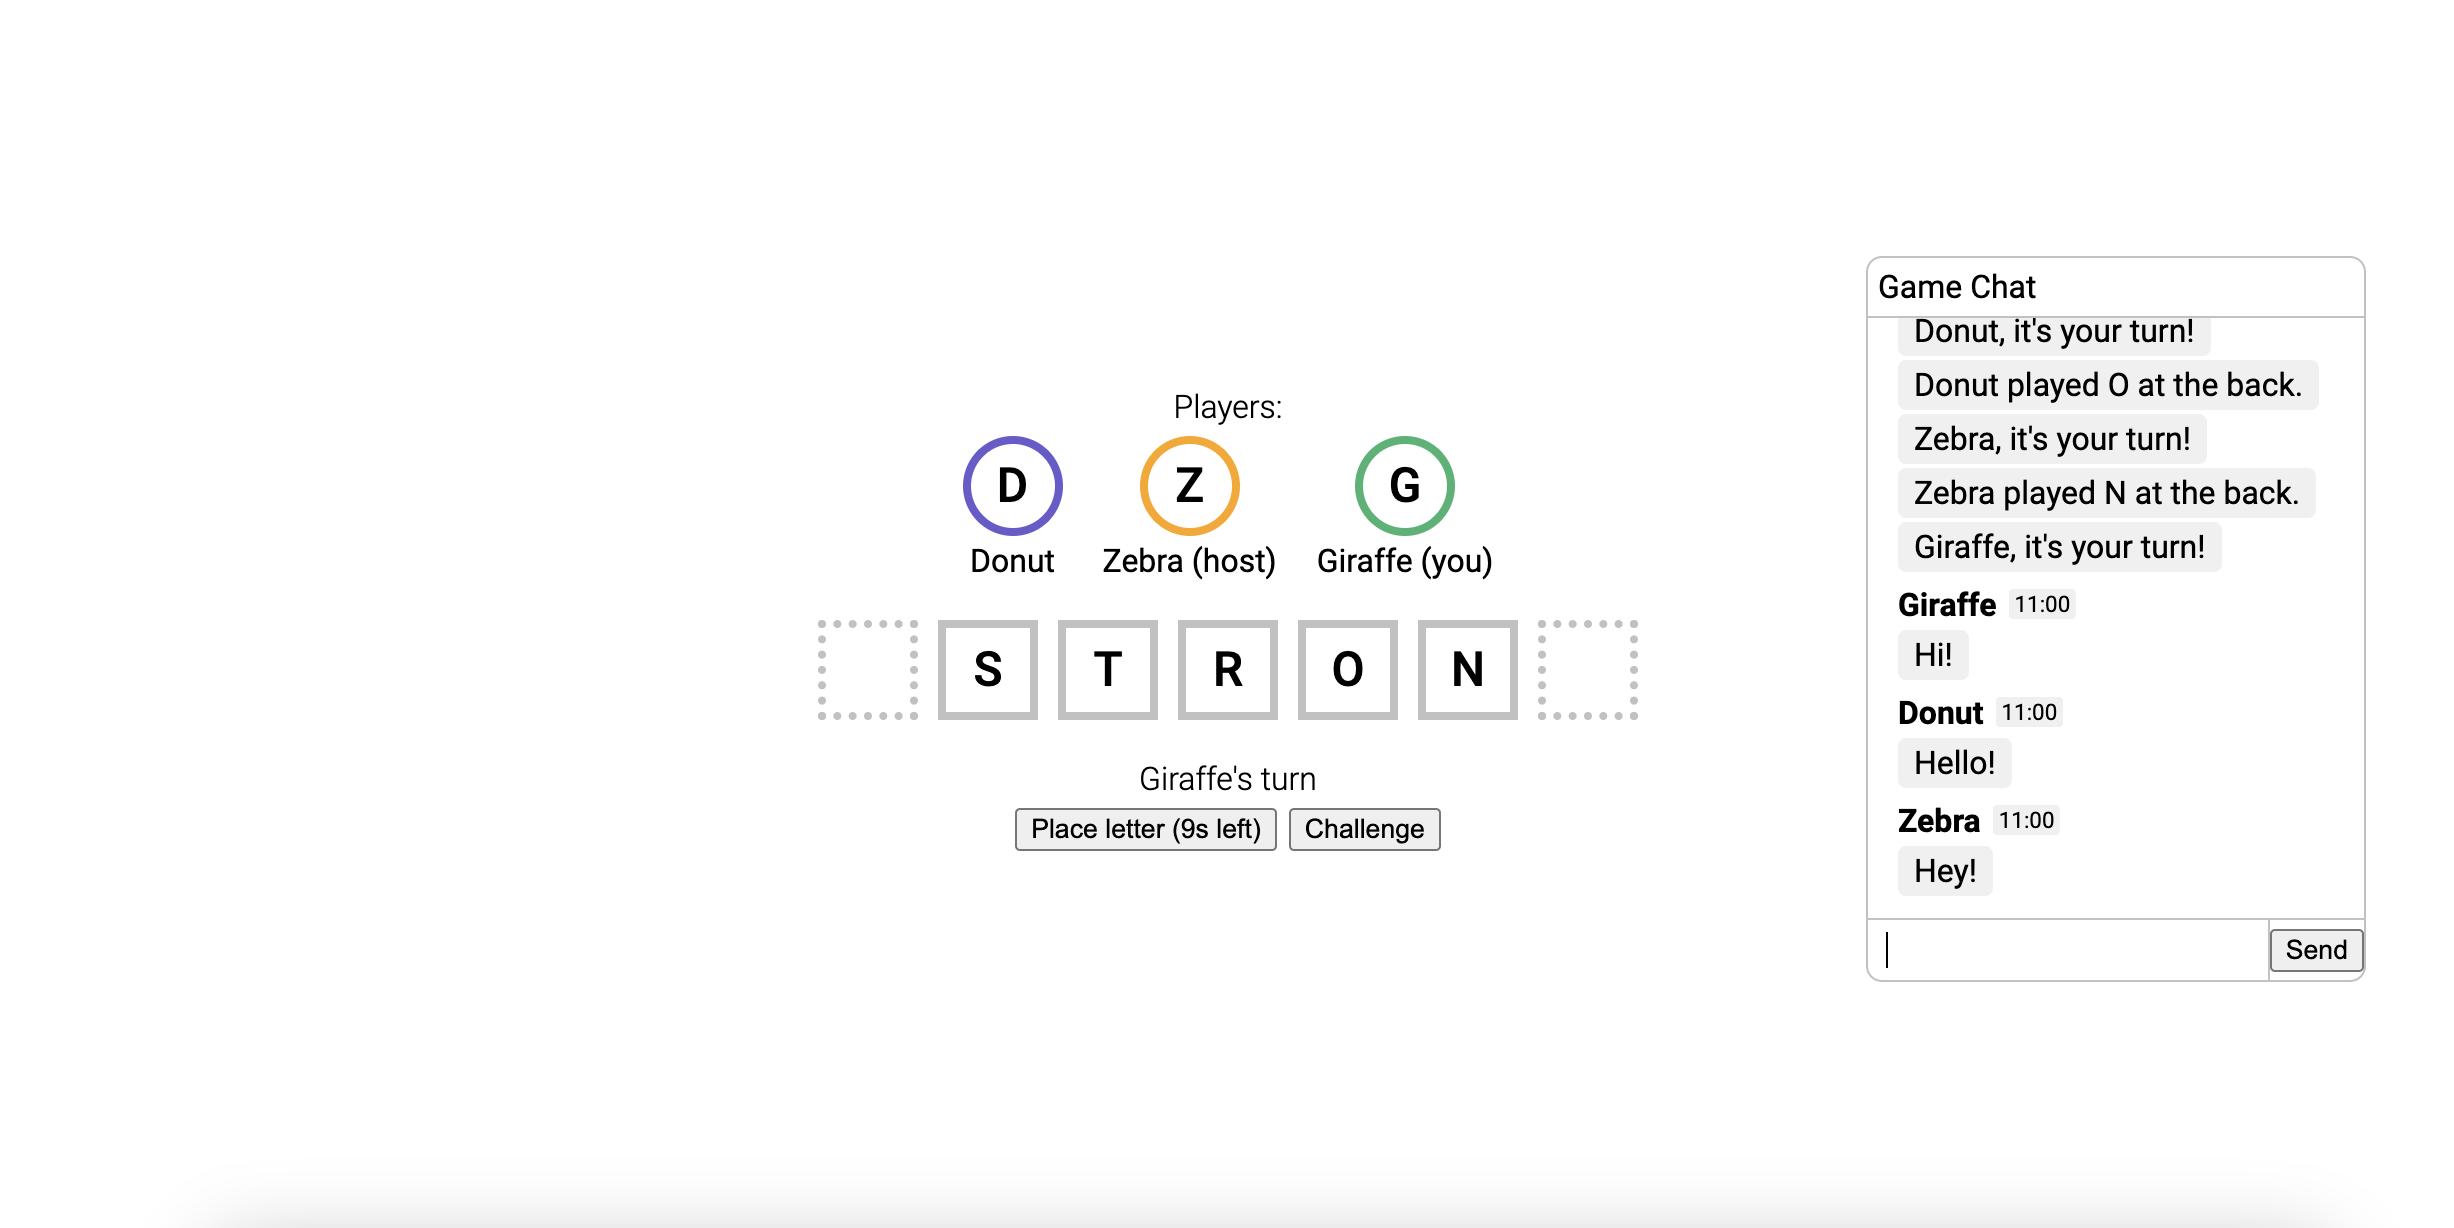 Players:
D Z G
Donut Zebra (host) Giraffe (you)
S T R O N
Giraffe's turn
Place letter (9s left) Challenge
Game Chat
Donut, it's your turn!
Donut played O at the back.
Zebra, it's your turn!
Zebra played N at the back.
Giraffe, it's your turn!
Giraffe 11:00
Hi!
Donut 11:00
Hello!
Zebra 11:00
Hey!
Send